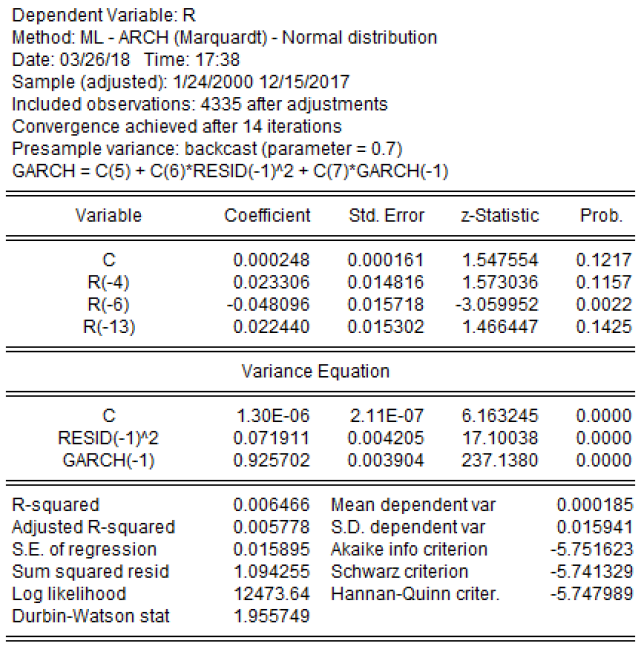 Dependent Variable: R
Method: ML - ARCH (Marquardt) - Normal distribution
Date: 03/26/18 Time: 17:38
Sample (adjusted): 1/24/2000 12/15/2017
Included observations: 4335 after adjustments
Convergence achieved after 14 iterations
Presample variance: backcast (parameter = 0.7)
GARCH = C(5) + C(6)*RESID(-1)^2 + C(7)*GARCH(-1)
Variable Coefficient Std. Error z-Statistic Prob.
C 0.000248 0.000161 1.547554 0.1217
R(-4) 0.023306 0.014816 1.573036 0.1157
R(-6) -0.048096 0.015718 -3.059952 0.0022
R(-13) 0.022440 0.015302 1.466447 0.1425
Variance Equation
C 1.30E-06 2.11E-07 6.163245 0.0000
RESID(-1)^2 0.071911 0.004205 17.10038 0.0000
GARCH(-1) 0.925702 0.003904 237.1380 0.0000
R-squared 0.006466 Mean dependent var 0.000185
Adjusted R-squared 0.005778 S.D. dependent var 0.015941
S.E. of regression 0.015895 Akaike info criterion -5.751623
Sum squared resid 1.094255 Schwarz criterion -5.741329
Log likelihood 12473.64 Hannan-Quinn criter. -5.747989
Durbin-Watson stat 1.955749